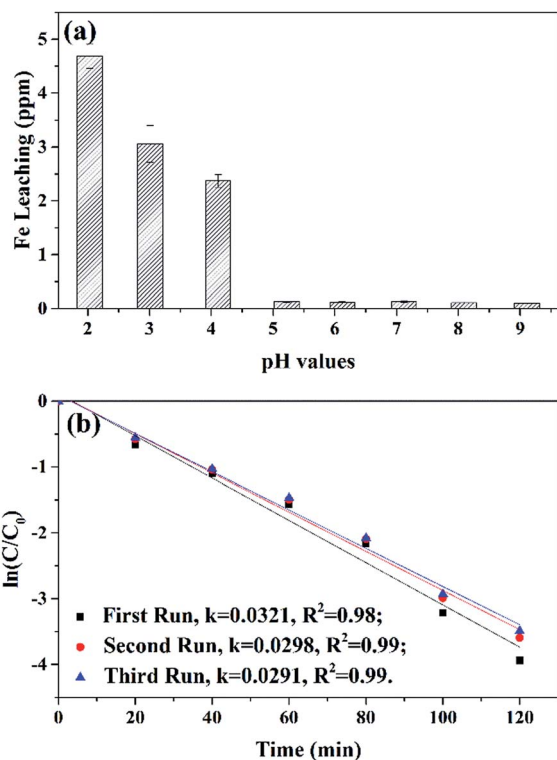 (a)
Fe Leaching (ppm)
5
4
3
2
1
0
2 3 4 5 6 7 8 9
pH values
(b)
ln(C/C0)
0
-1
-2
-3
-4
First Run, k=0.0321, R²=0.98;
Second Run, k=0.0298, R²=0.99;
Third Run, k=0.0291, R²=0.99.
0 20 40 60 80 100 120
Time (min)